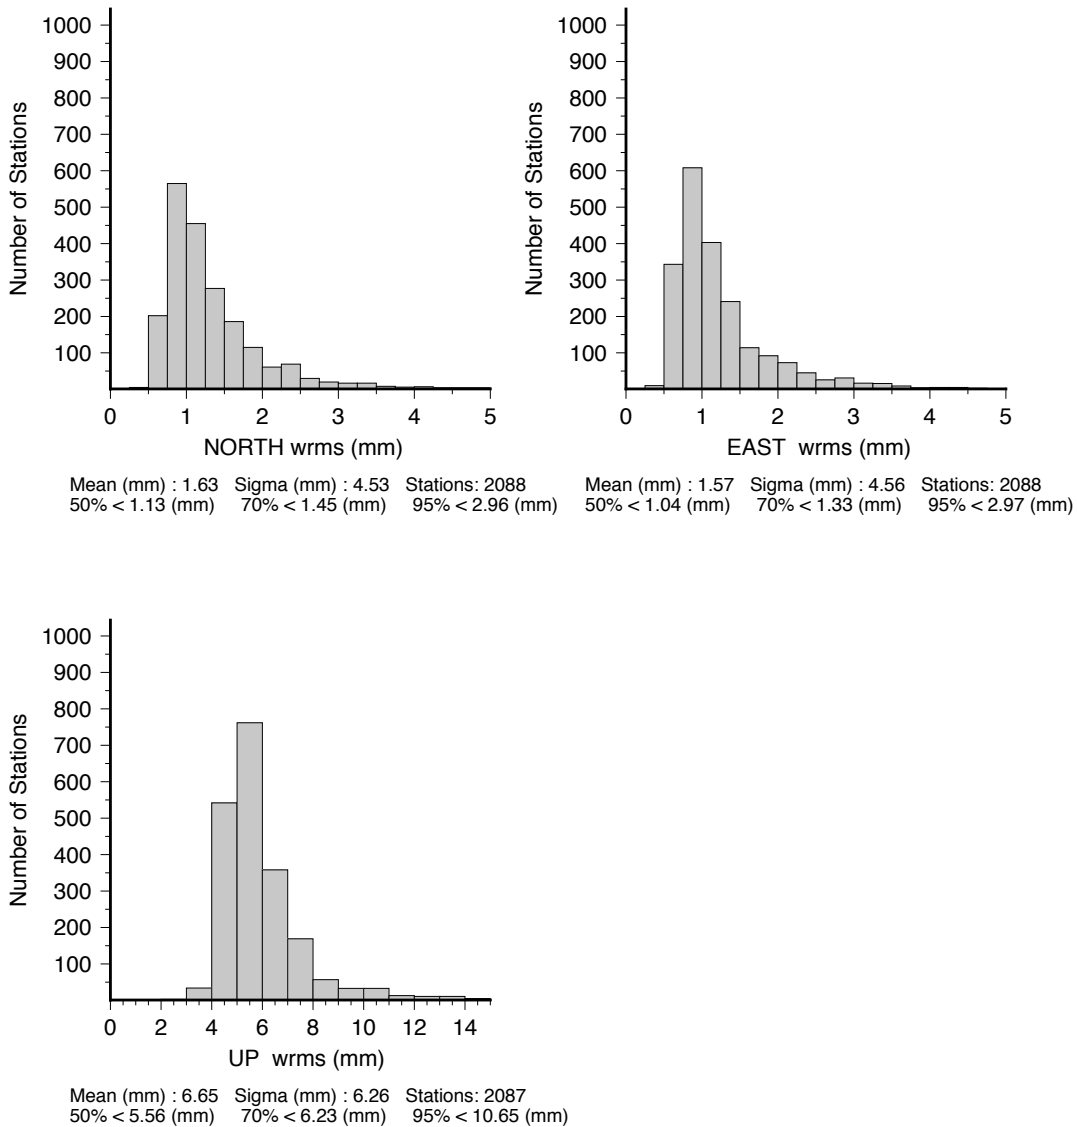 1000
900
800
700
600
500
400
300
200
100
Number of Stations
0 1 2 3 4 5
NORTH wrms (mm)
Mean (mm) : 1.63 Sigma (mm) : 4.53 Stations: 2088
50% < 1.13 (mm) 70% < 1.45 (mm) 95% < 2.96 (mm)
1000
900
800
700
600
500
400
300
200
100
Number of Stations
0 1 2 3 4 5
EAST wrms (mm)
Mean (mm) : 1.57 Sigma (mm) : 4.56 Stations: 2088
50% < 1.04 (mm) 70% < 1.33 (mm) 95% < 2.97 (mm)
1000
900
800
700
600
500
400
300
200
100
Number of Stations
0 2 4 6 8 10 12 14
UP wrms (mm)
Mean (mm) : 6.65 Sigma (mm) : 6.26 Stations: 2087
50% < 5.56 (mm) 70% < 6.23 (mm) 95% < 10.65 (mm)